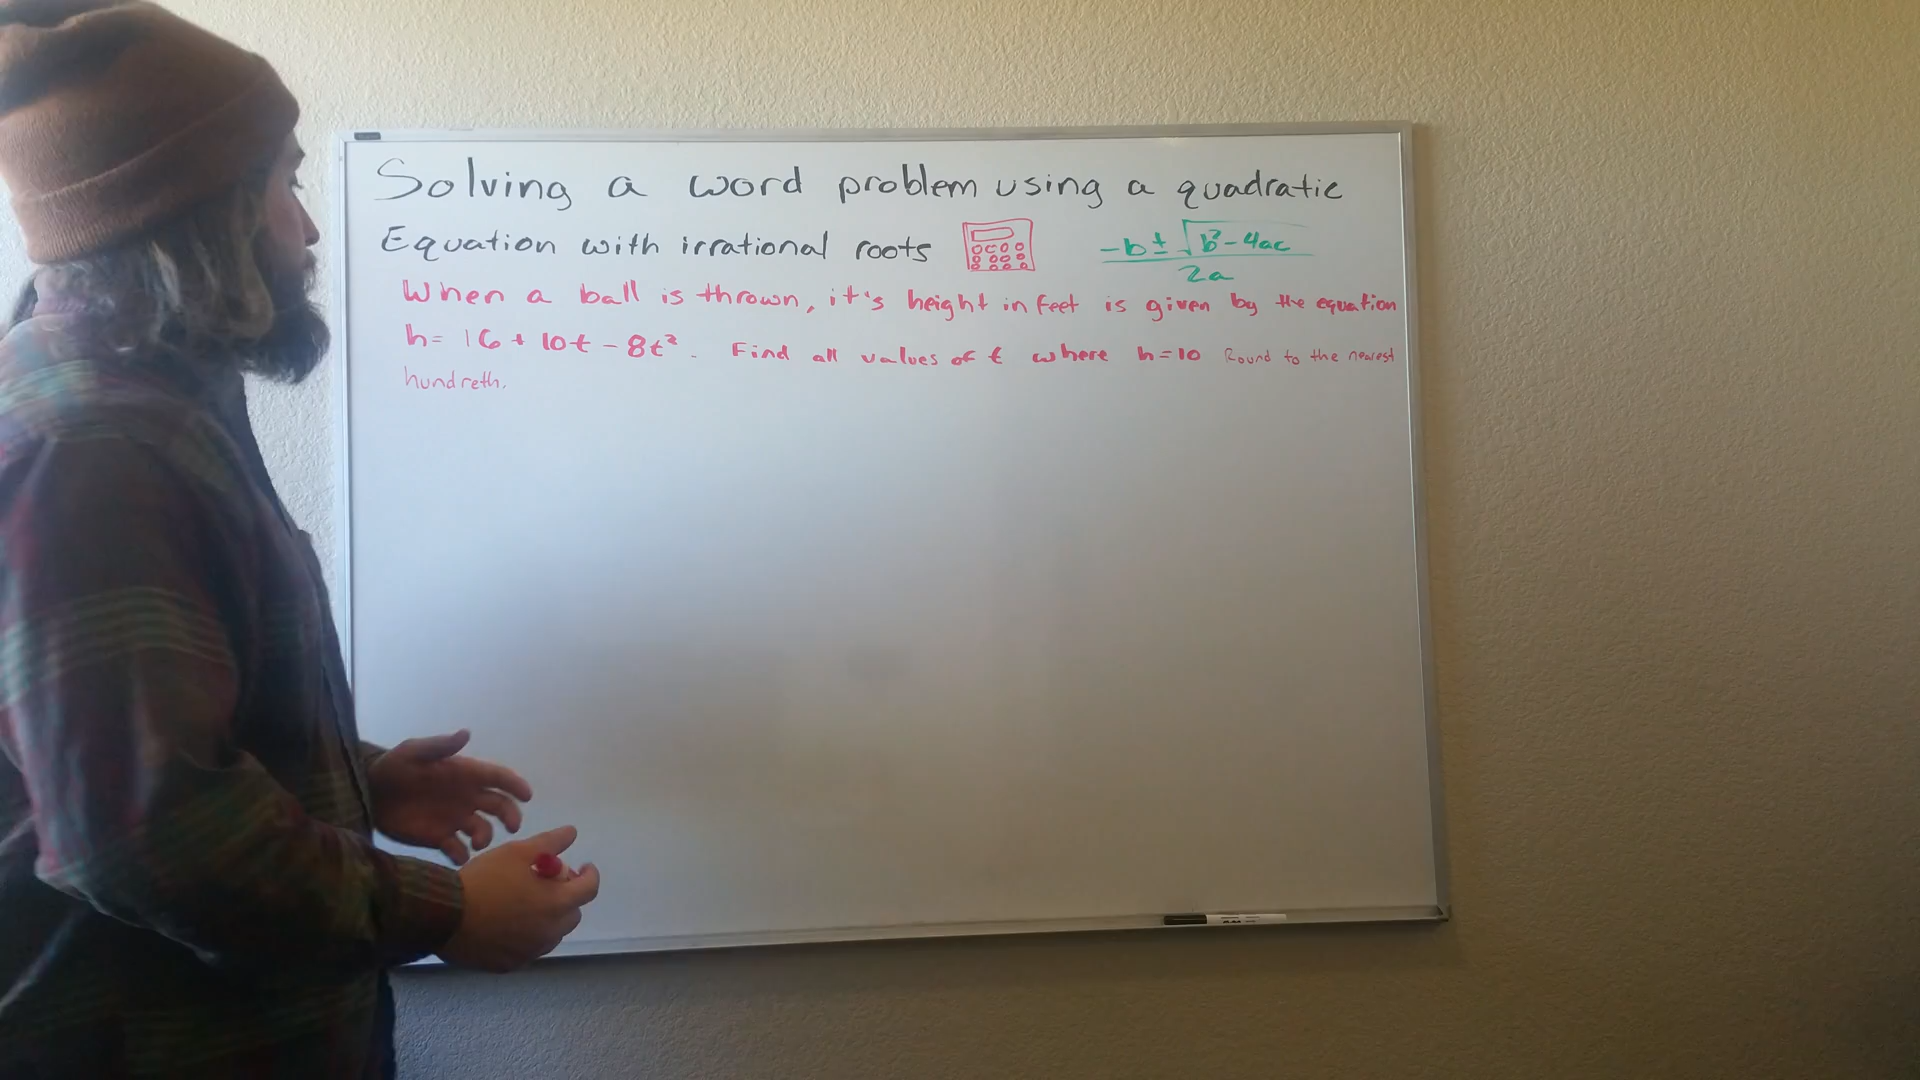 Solving a word problem using a quadratic
Equation with irrational roots
-b ± √b²-4ac
2a
When a ball is thrown, it's height in feet is given by the equation
h= 16 + 10t - 8t². Find all values of t where h=10 Round to the nearest
hundreth.